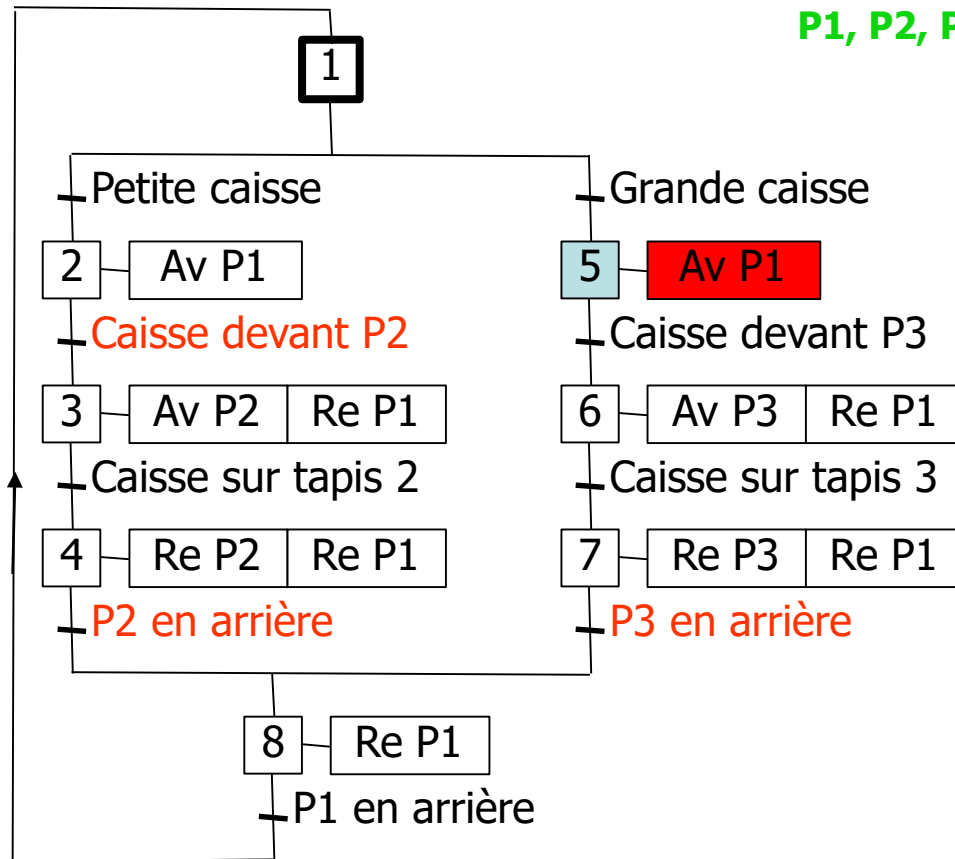 P1, P2, P
1
Petite caisse Grande caisse
2 Av P1 5 Av P1
Caisse devant P2 Caisse devant P3
3 Av P2 Re P1 6 Av P3 Re P1
Caisse sur tapis 2 Caisse sur tapis 3
4 Re P2 Re P1 7 Re P3 Re P1
P2 en arrière P3 en arrière
8 Re P1
P1 en arrière